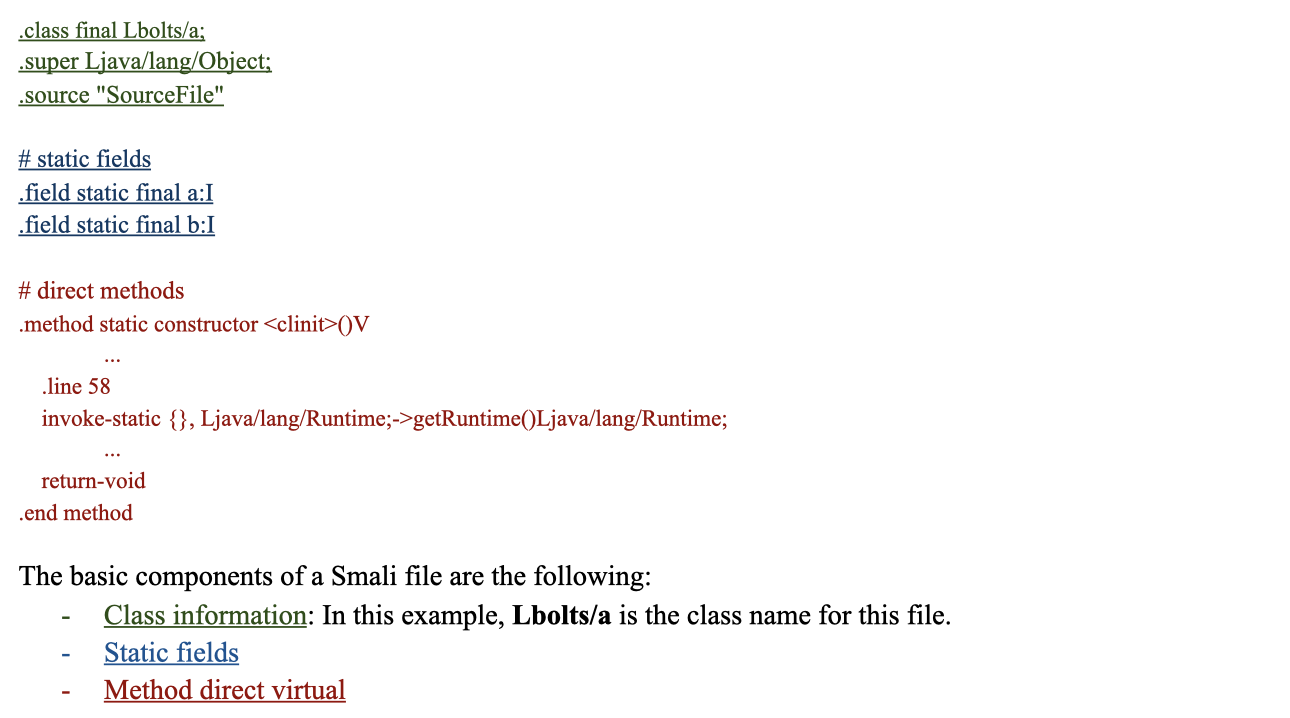 .class final Lbolts/a;
.super Ljava/lang/Object;
.source "SourceFile"
# static fields
.field static final a:I
.field static final b:I
# direct methods
.method static constructor <clinit>()V
...
.line 58
invoke-static {}, Ljava/lang/Runtime;->getRuntime()Ljava/lang/Runtime;
...
return-void
.end method
The basic components of a Smali file are the following:
- Class information: In this example, Lbolts/a is the class name for this file.
- Static fields
- Method direct virtual